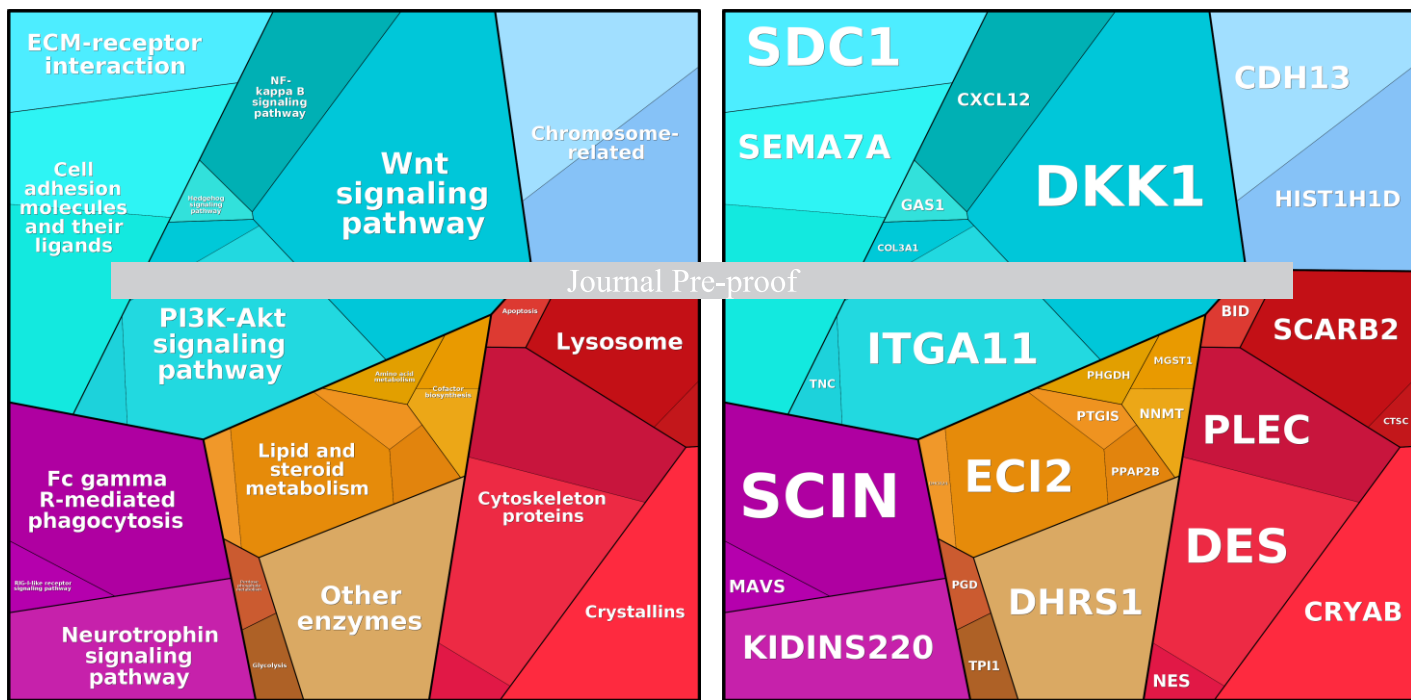 ECM-receptor
interaction
NF-
kappa B
signaling
pathway
Chromosome-
related
Wnt
signaling
pathway
Cell
adhesion
molecules
and their
ligands
Hedgehog
signaling
pathway
PI3K-Akt
signaling
pathway
Apoptosis
Lysosome
Amino acid
metabolism
Cofactor
biosynthesis
Lipid and
steroid
metabolism
Fc gamma
R-mediated
phagocytosis
Cytoskeleton
proteins
RIG-I-like receptor
signaling pathway
Other
enzymes
Crystallins
Neurotrophin
signaling
pathway
Glycolysis
Journal Pre-proof
SDC1
CXCL12
CDH13
SEMA7A
DKK1
GAS1
HIST1H1D
COL3A1
BID
SCARB2
ITGA11
MGST1
PHGDH
TNC
PTGIS
NNMT
PLEC
CTSC
ECI2
PPAP2B
SCIN
DES
MAVS
PGD
DHRS1
CRYAB
KIDINS220
TPI1
NES